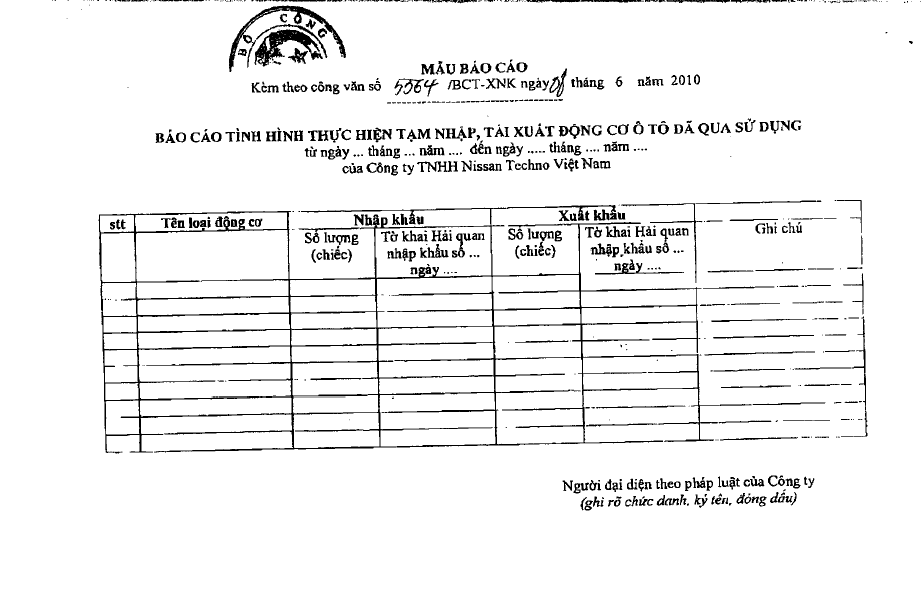 BỘ CÔNG
MẪU BÁO CÁO
Kèm theo công văn số 5564 /BCT-XNK ngày 01 tháng 6 năm 2010
BÁO CÁO TÌNH HÌNH THỰC HIỆN TẠM NHẬP, TÁI XUẤT ĐỘNG CƠ Ô TÔ ĐÃ QUA SỬ DỤNG
từ ngày ... tháng ... năm .... đến ngày ..... tháng .... năm ....
của Công ty TNHH Nissan Techno Việt Nam
stt Tên loại động cơ Nhập khẩu Xuất khẩu Ghi chú
Số lượng (chiếc) Tờ khai Hải quan nhập khẩu số ... ngày .... Số lượng (chiếc) Tờ khai Hải quan nhập khẩu số ... ngày ....
Người đại diện theo pháp luật của Công ty
(ghi rõ chức danh, ký tên, đóng dấu)